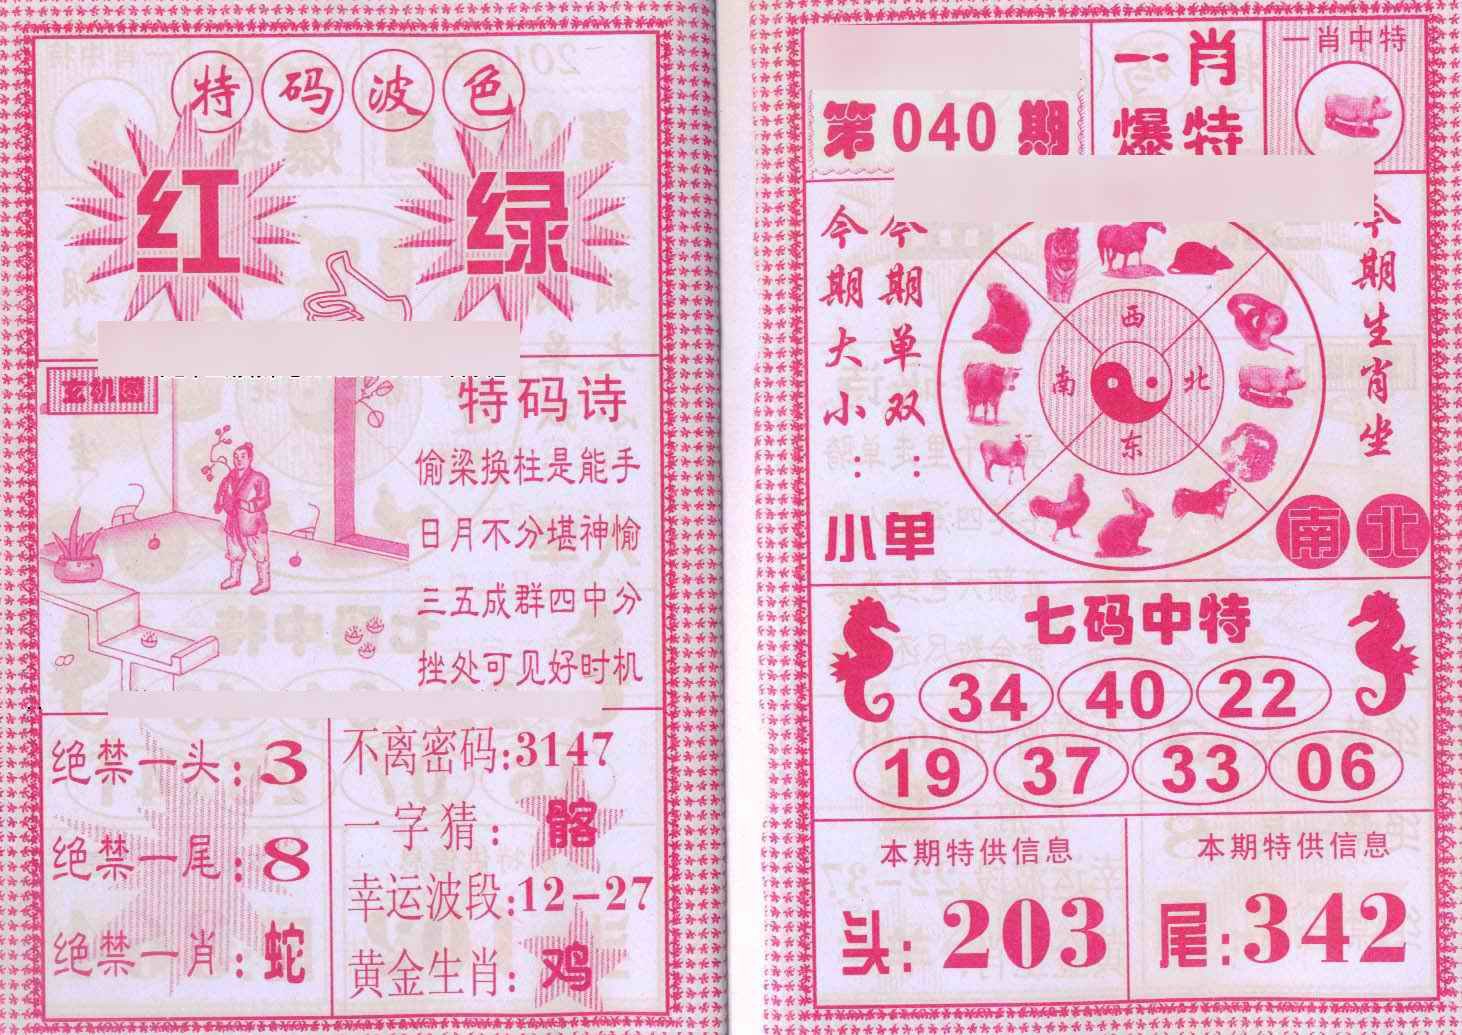 特码波色
红 绿
玄机图
特码诗
偷梁换柱是能手
日月不分堪神愉
三五成群四中分
挫处可见好时机
绝禁一头:3
绝禁一尾:8
绝禁一肖:蛇
不离密码:3147
一字猜:髂
幸运波段:12-27
黄金生肖:鸡
第040期
一肖
爆特
一肖中特
今期大小:
小
今期单双:
单
西
南
北
东
今期生肖坐
南北
七码中特
34 40 22
19 37 33 06
本期特供信息
头:203
本期特供信息
尾:342